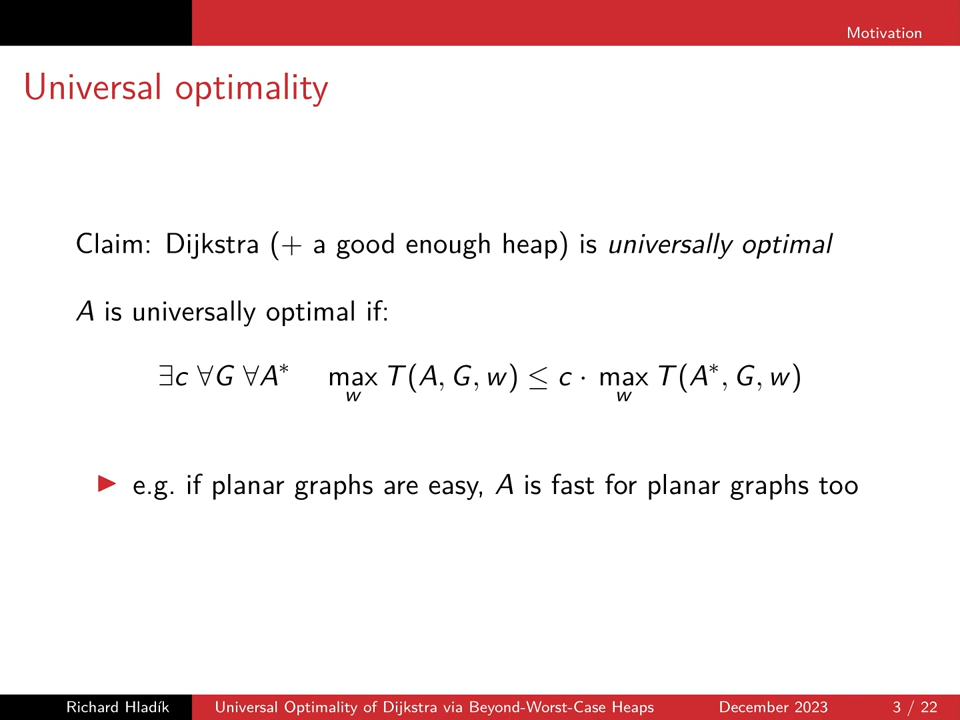 Motivation
Universal optimality
Claim: Dijkstra (+ a good enough heap) is universally optimal
A is universally optimal if:
∃c ∀G ∀A* max_w T(A, G, w) ≤ c · max_w T(A*, G, w)
▶ e.g. if planar graphs are easy, A is fast for planar graphs too
Richard Hladík Universal Optimality of Dijkstra via Beyond-Worst-Case Heaps December 2023 3 / 22